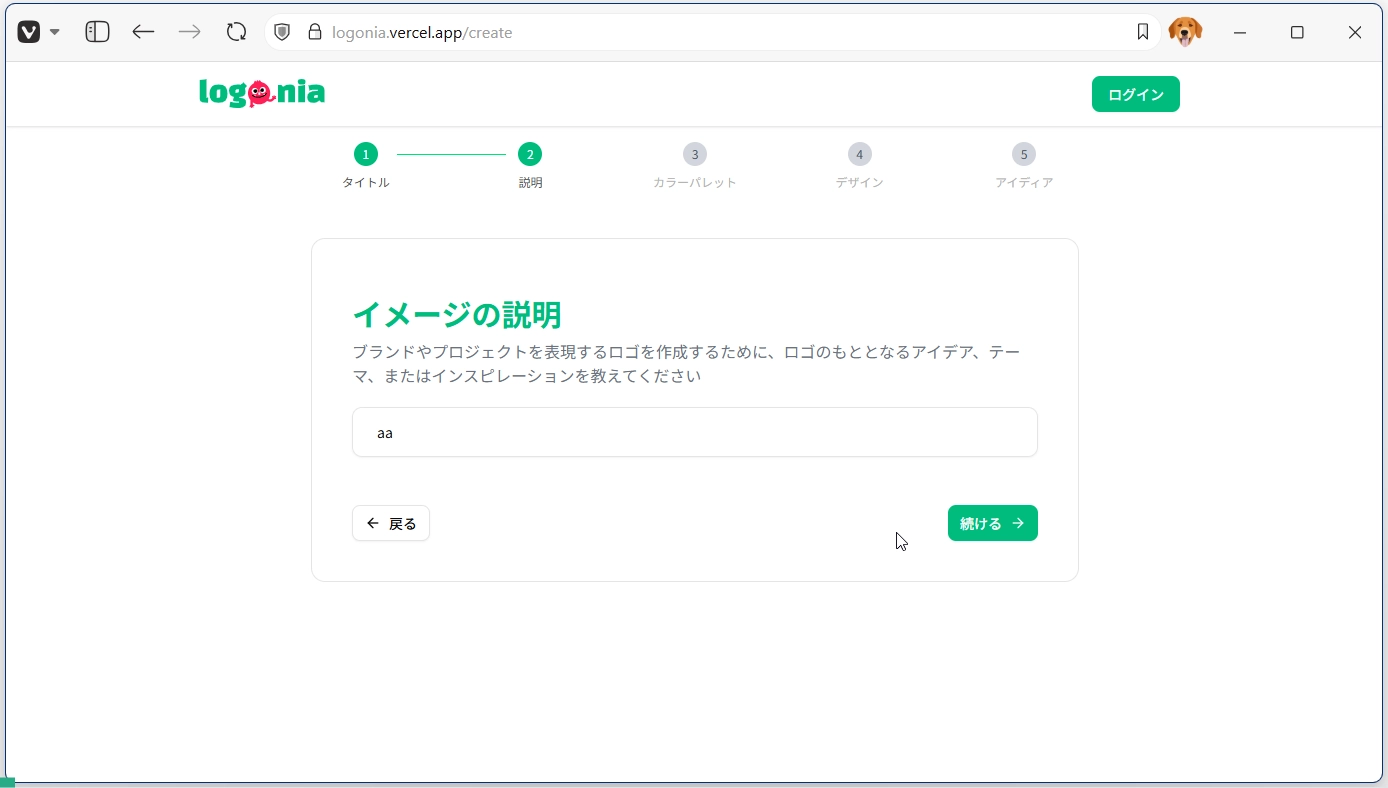 logonia.vercel.app/create
logonia
ログイン
1
2
3
4
5
タイトル
説明
カラーパレット
デザイン
アイディア
イメージの説明
ブランドやプロジェクトを表現するロゴを作成するために、ロゴのもととなるアイデア、テー
マ、またはインスピレーションを教えてください
aa
← 戻る
続ける →